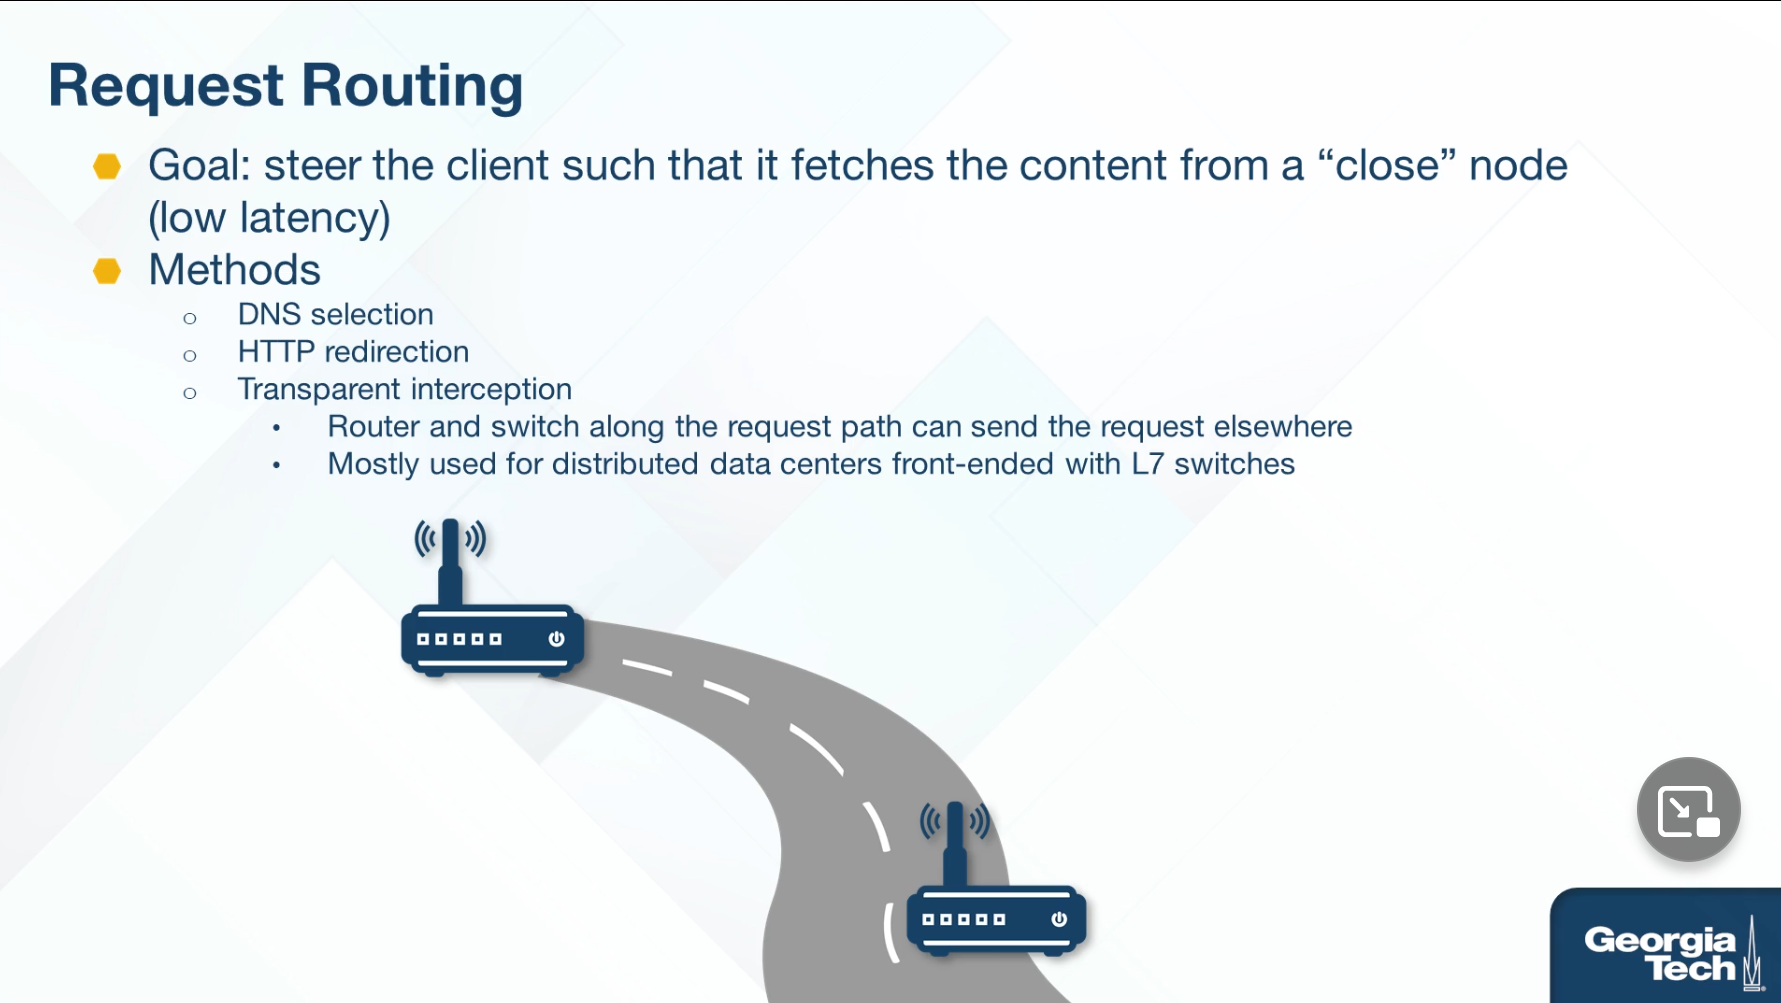 Request Routing
Goal: steer the client such that it fetches the content from a “close” node
(low latency)
Methods
DNS selection
HTTP redirection
Transparent interception
Router and switch along the request path can send the request elsewhere
Mostly used for distributed data centers front-ended with L7 switches
Georgia
Tech